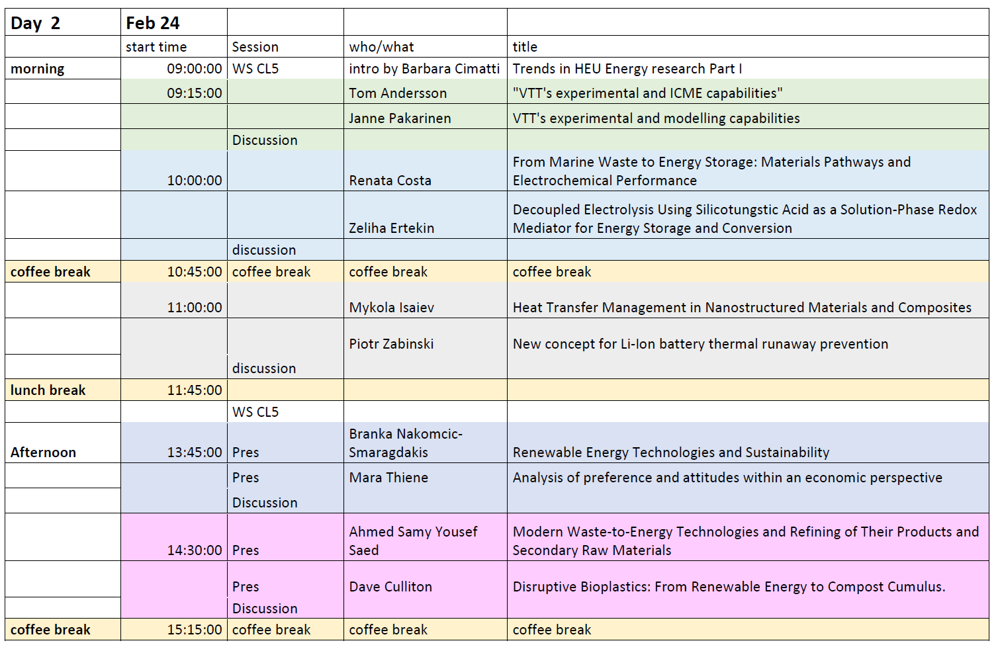 Day 2 Feb 24
start time Session who/what title
morning 09:00:00 WS CL5 intro by Barbara Cimatti Trends in HEU Energy research Part I
09:15:00 Tom Andersson "VTT's experimental and ICME capabilities"
Janne Pakarinen VTT's experimental and modelling capabilities
Discussion
From Marine Waste to Energy Storage: Materials Pathways and
10:00:00 Renata Costa Electrochemical Performance
Decoupled Electrolysis Using Silicotungstic Acid as a Solution-Phase Redox
Zeliha Ertekin Mediator for Energy Storage and Conversion
discussion
coffee break 10:45:00 coffee break coffee break coffee break
11:00:00 Mykola Isaiev Heat Transfer Management in Nanostructured Materials and Composites
Piotr Zabinski New concept for Li-Ion battery thermal runaway prevention
discussion
lunch break 11:45:00
WS CL5
Branka Nakomcic-
Afternoon 13:45:00 Pres Smaragdakis Renewable Energy Technologies and Sustainability
Pres Mara Thiene Analysis of preference and attitudes within an economic perspective
Discussion
Ahmed Samy Yousef Modern Waste-to-Energy Technologies and Refining of Their Products and
14:30:00 Pres Saed Secondary Raw Materials
Pres Dave Culliton Disruptive Bioplastics: From Renewable Energy to Compost Cumulus.
Discussion
coffee break 15:15:00 coffee break coffee break coffee break